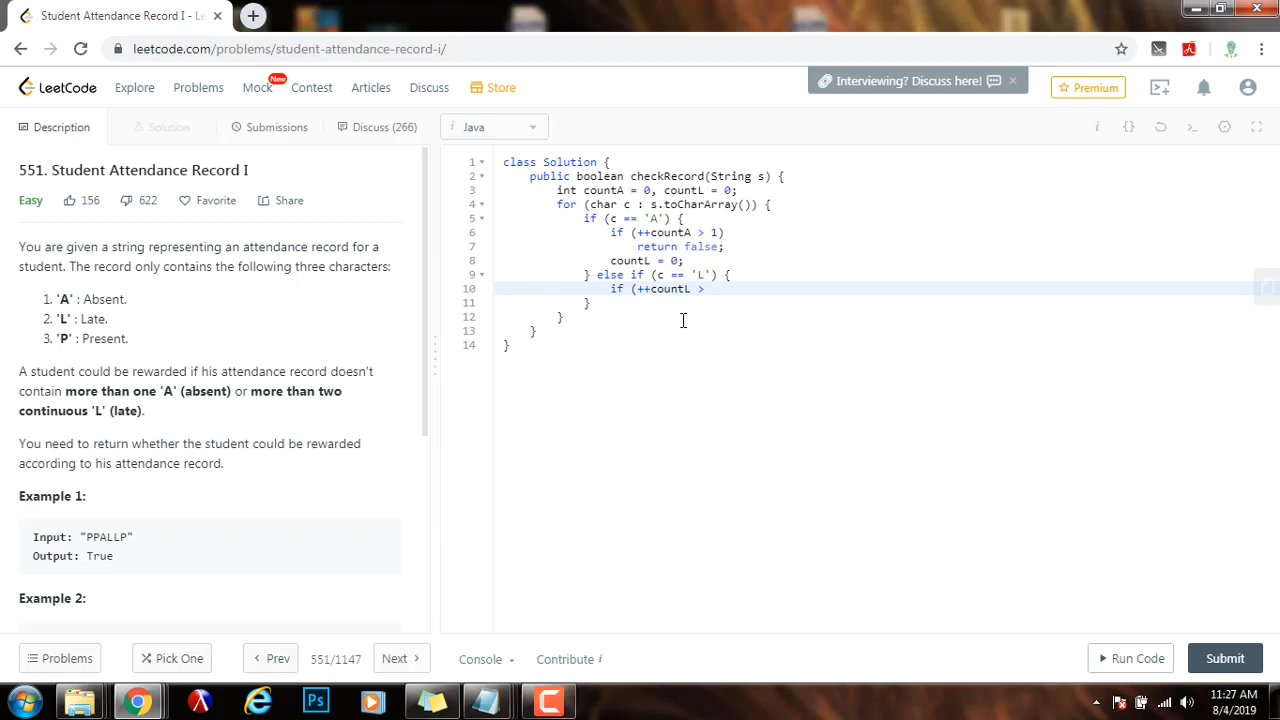 Student Attendance Record I - Le
leetcode.com/problems/student-attendance-record-i/
LeetCode Explore Problems Mock New Contest Articles Discuss Store
Interviewing? Discuss here!
Premium
Description Solution Submissions Discuss (266)
i Java
551. Student Attendance Record I
Easy 156 622 Favorite Share
You are given a string representing an attendance record for a
student. The record only contains the following three characters:
1. 'A' : Absent.
2. 'L' : Late.
3. 'P' : Present.
A student could be rewarded if his attendance record doesn't
contain more than one 'A' (absent) or more than two
continuous 'L' (late).
You need to return whether the student could be rewarded
according to his attendance record.
Example 1:
Input: "PPALLP"
Output: True
Example 2:
1 class Solution {
2 public boolean checkRecord(String s) {
3 int countA = 0, countL = 0;
4 for (char c : s.toCharArray()) {
5 if (c == 'A') {
6 if (++countA > 1)
7 return false;
8 countL = 0;
9 } else if (c == 'L') {
10 if (++countL >
11 }
12 }
13 }
14 }
Problems Pick One Prev 551/1147 Next Console Contribute i Run Code Submit
Ps
11:27 AM
8/4/2019